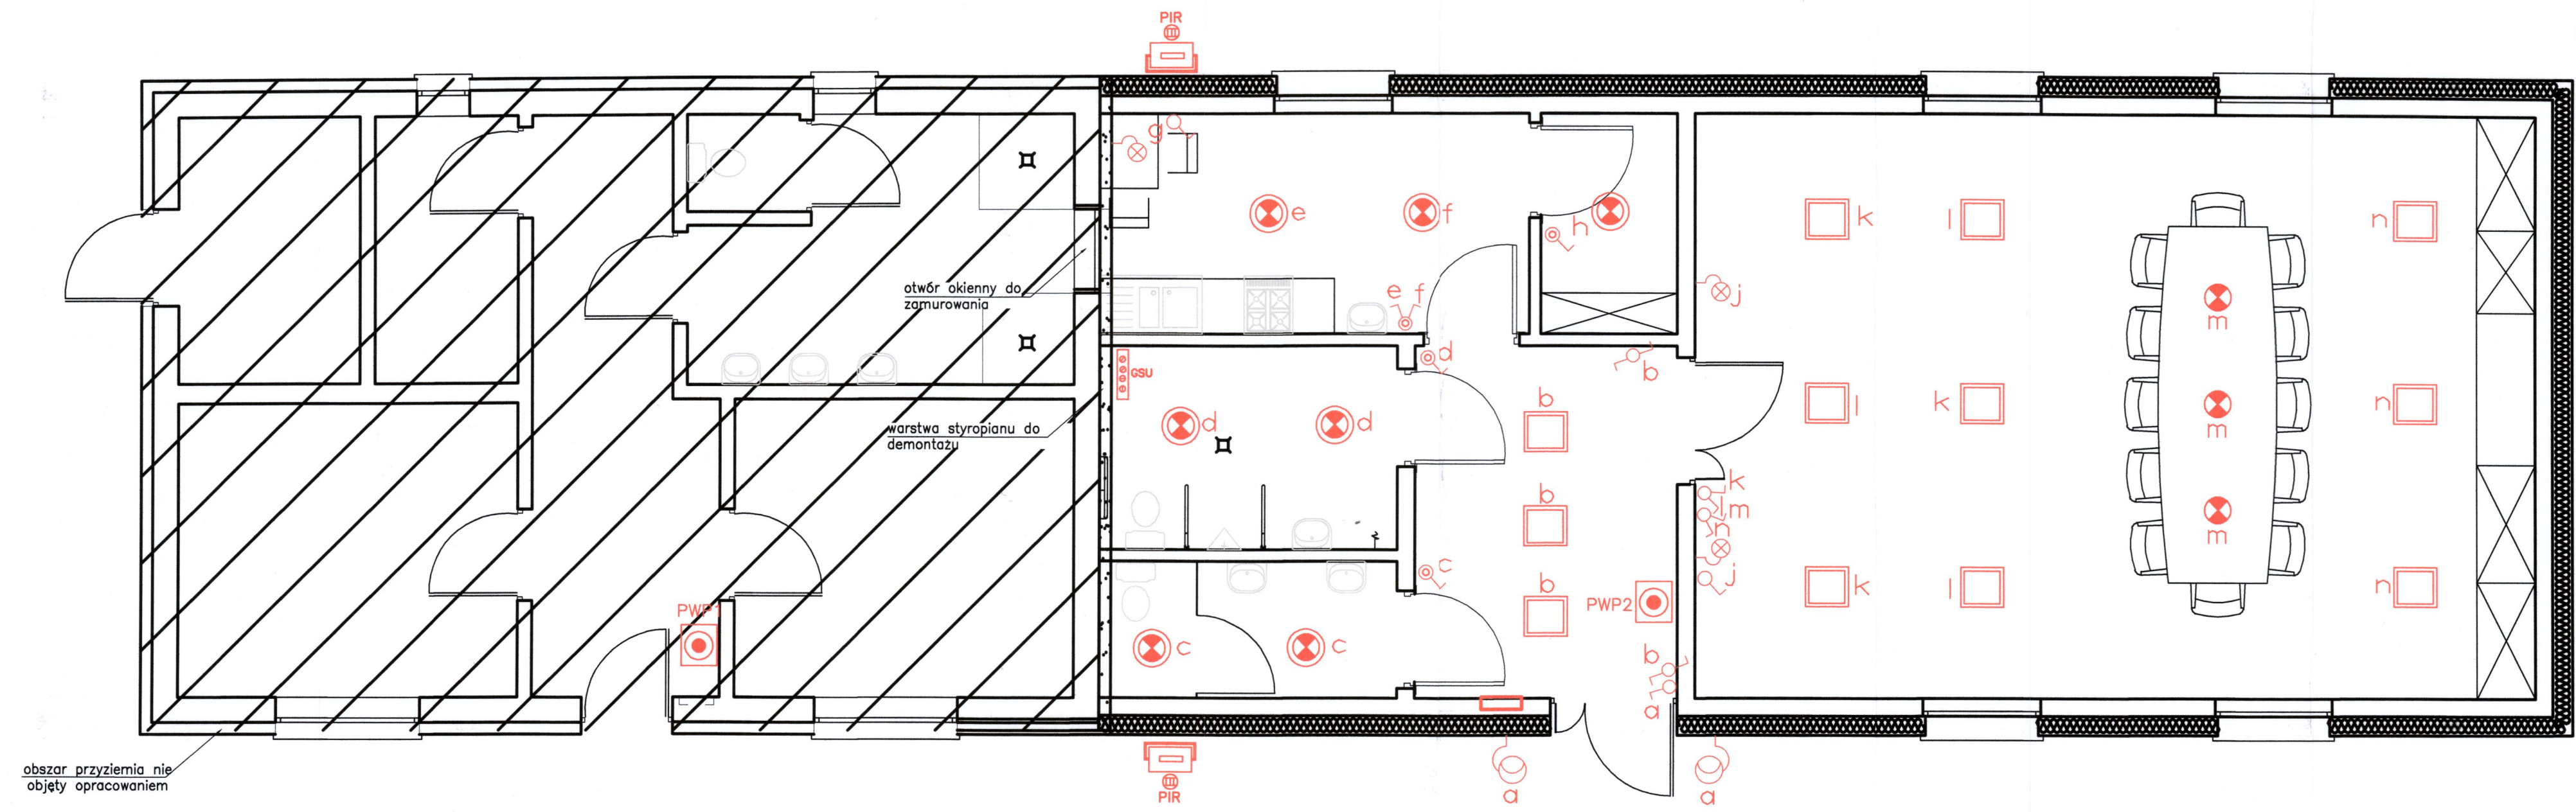 PIR
g
e
f
h
k
l
n
j
otwór okienny do
zamurowania
e f
m
d
b
GSU
b
l
k
m
n
warstwa styropianu do
demontażu
d
d
b
k
l
m
n
m
j
c
b
k
l
n
PWP1
PWP2
c
c
b
a
obszar przyziemia nie
objęty opracowaniem
PIR
a
a